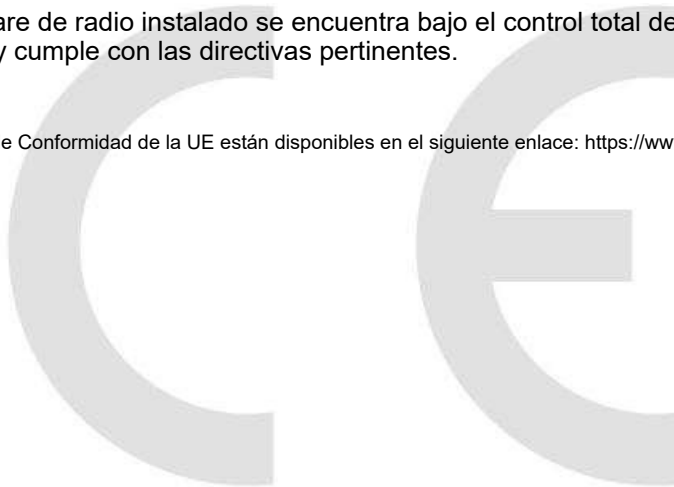 are de radio instalado se encuentra bajo el control total de
y cumple con las directivas pertinentes.
e Conformidad de la UE están disponibles en el siguiente enlace: https://ww
CE